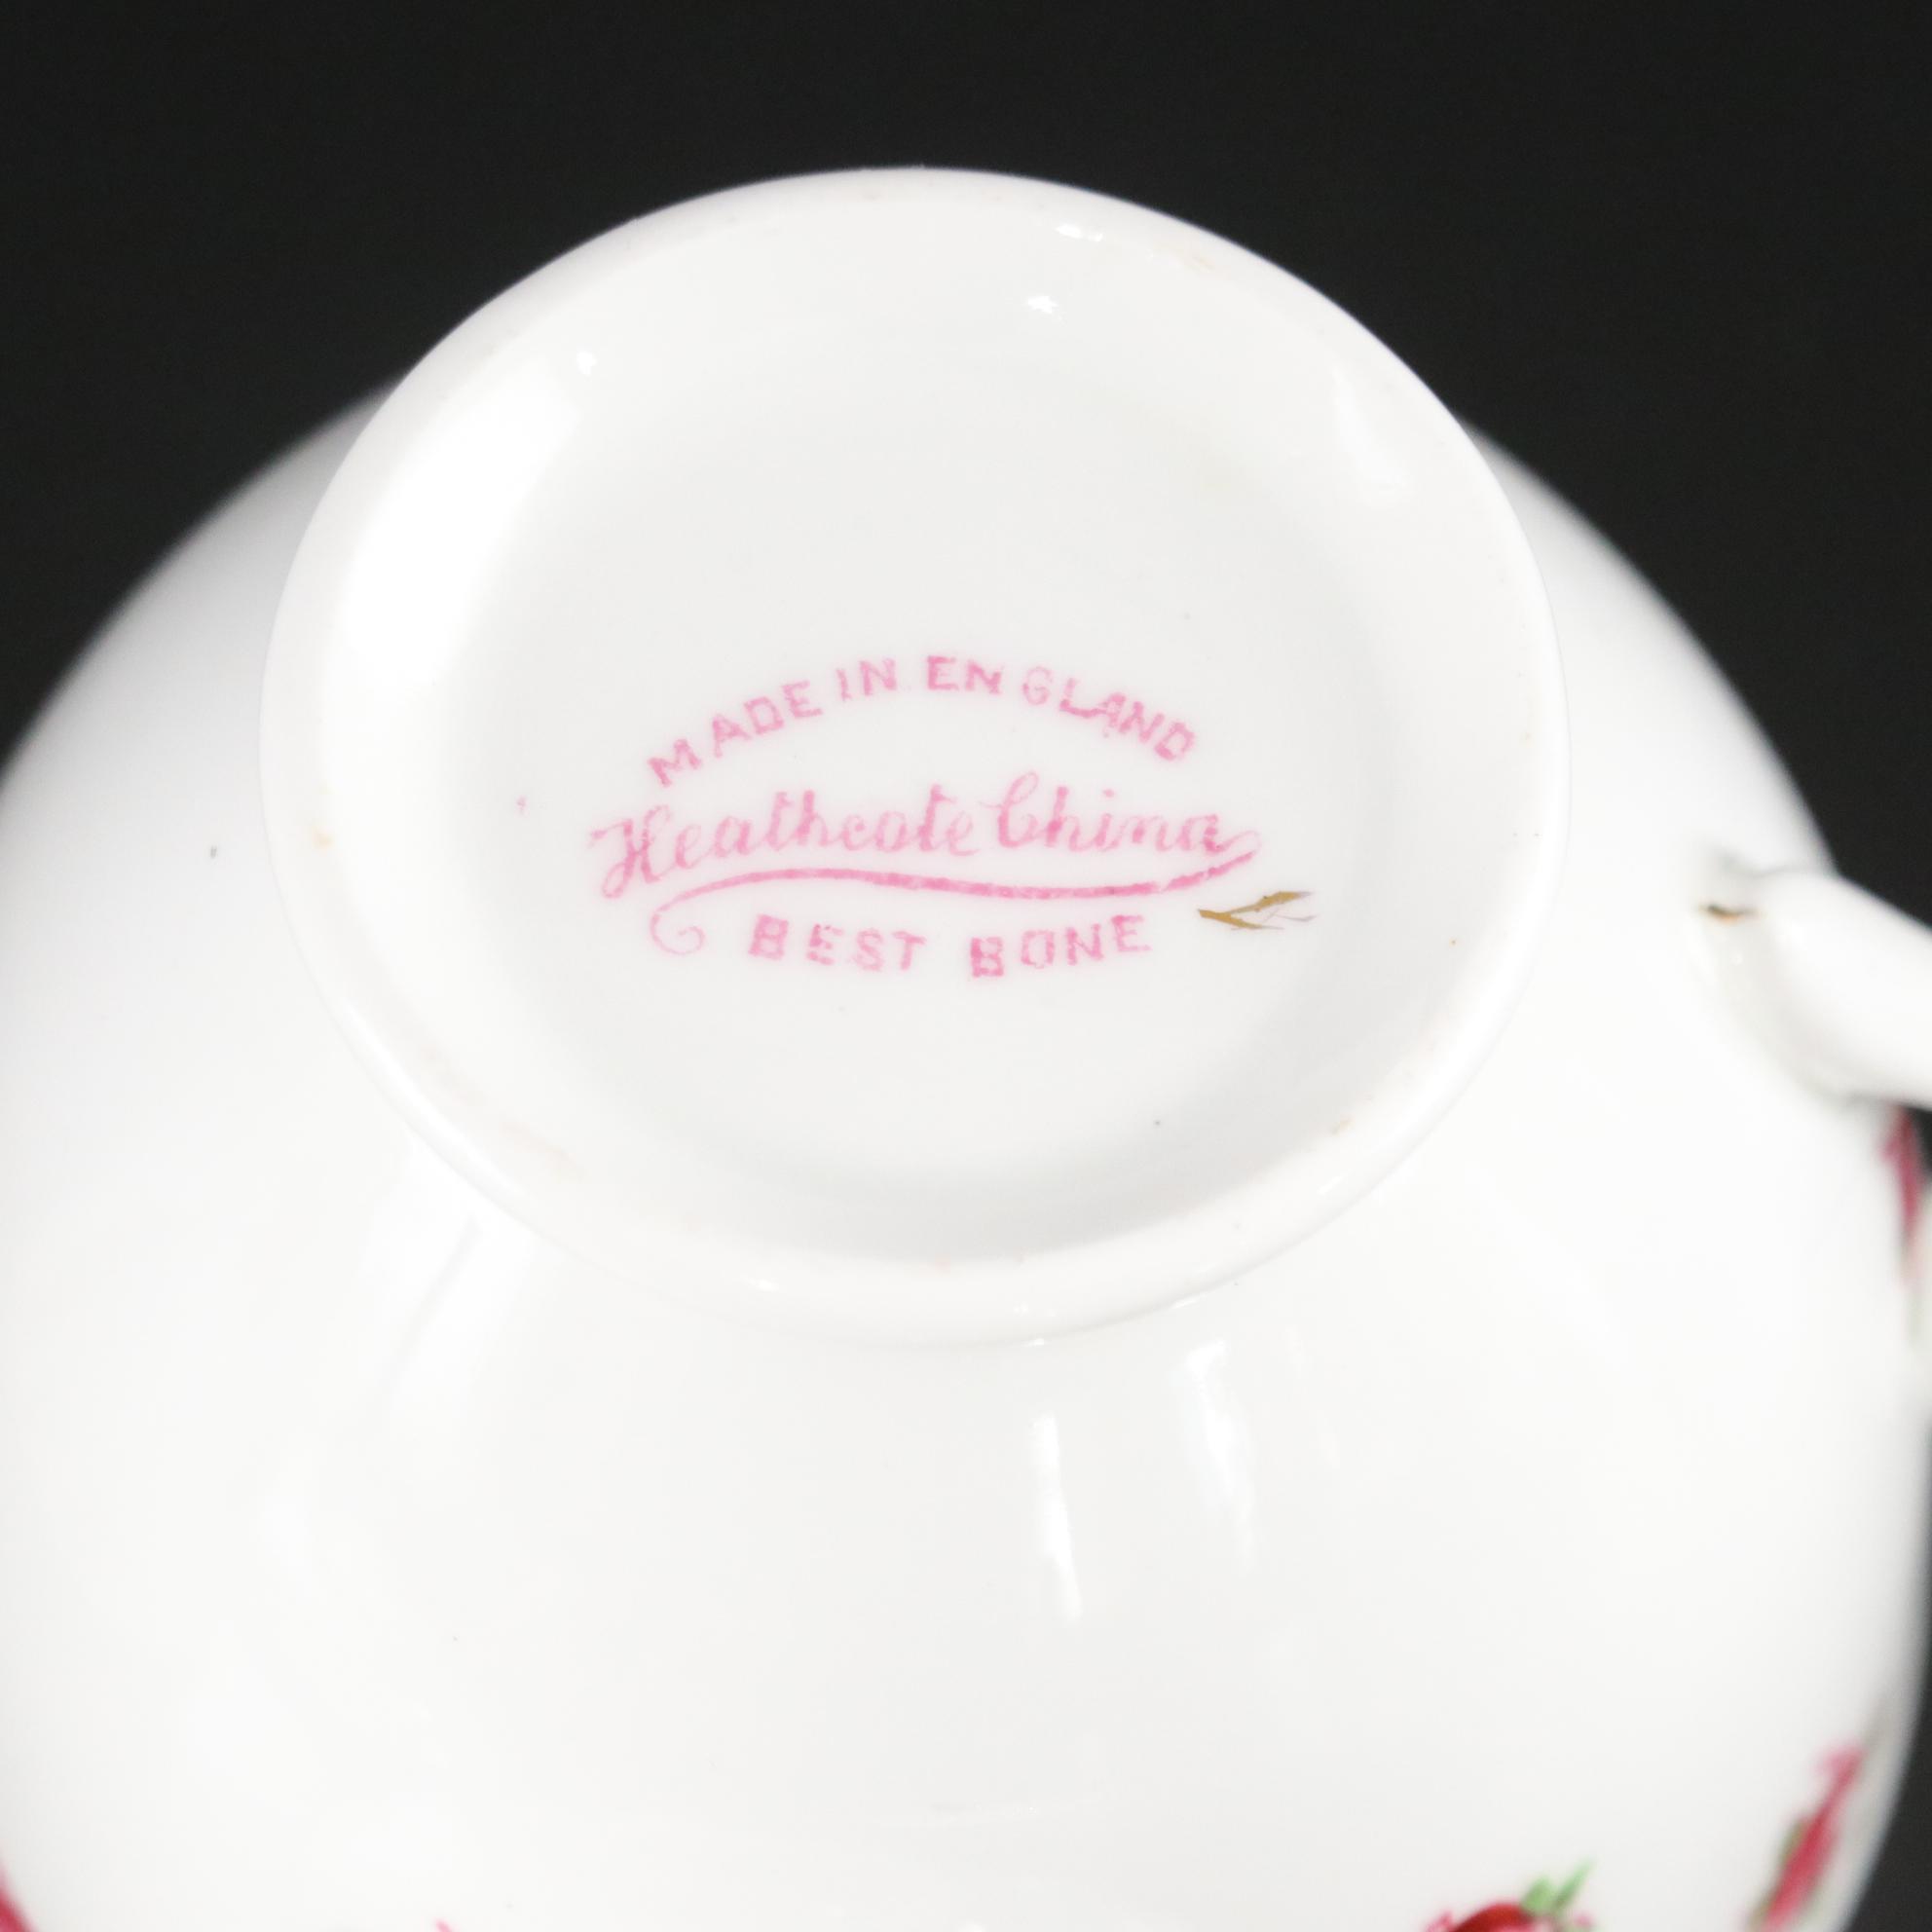 MADE IN ENGLAND
Heathcote China
BEST BONE